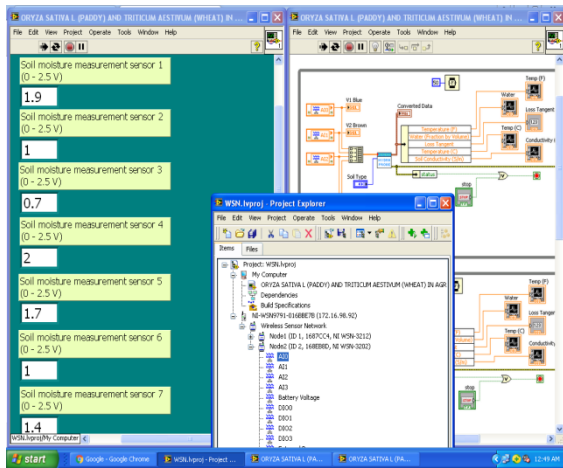 ORYZA SATIVA L (PADDY) AND TRITICUM AESTIVUM (WHEAT) IN ...
File Edit View Project Operate Tools Window Help
Soil moisture measurement sensor 1
(0 - 2.5 V)
1.9
Soil moisture measurement sensor 2
(0 - 2.5 V)
1
Soil moisture measurement sensor 3
(0 - 2.5 V)
0.7
Soil moisture measurement sensor 4
(0 - 2.5 V)
2
Soil moisture measurement sensor 5
(0 - 2.5 V)
1.7
Soil moisture measurement sensor 6
(0 - 2.5 V)
1
Soil moisture measurement sensor 7
(0 - 2.5 V)
1.4
WSN.lvproj/My Computer
ORYZA SATIVA L (PADDY) AND TRITICUM AESTIVUM (WHEAT) IN ...
File Edit View Project Operate Tools Window Help
Temp (F)
Water
Loss Tangent
Temp (C)
Conductivity
V1 Blue
V2 Brown
Converted Data
Temperature (F)
Water (Fraction by Volume)
Loss Tangent
Temperature (C)
Soil Conductivity (S/m)
Soil Type
status
stop
WSN.lvproj - Project Explorer
File Edit View Project Operate Tools Window Help
Items Files
Project: WSN.lvproj
My Computer
ORYZA SATIVA L (PADDY) AND TRITICUM AESTIVUM (WHEAT) IN AGR
Dependencies
Build Specifications
NI-WSN9791-016BBE7B (172.16.98.92)
Wireless Sensor Network
Node1 (ID 1, 1687CC4, NI WSN-3212)
Node2 (ID 2, 168EBBD, NI WSN-3202)
AI0
AI1
AI2
AI3
Battery Voltage
DIO0
DIO1
DIO2
DIO3
Temp (F)
Water
Loss Tanger
Temp (C)
Conductivity
stop
start
Google - Google Chrome
WSN.lvproj - Project ...
ORYZA SATIVA L (PA...
ORYZA SATIVA L (PA...
12:49 AM